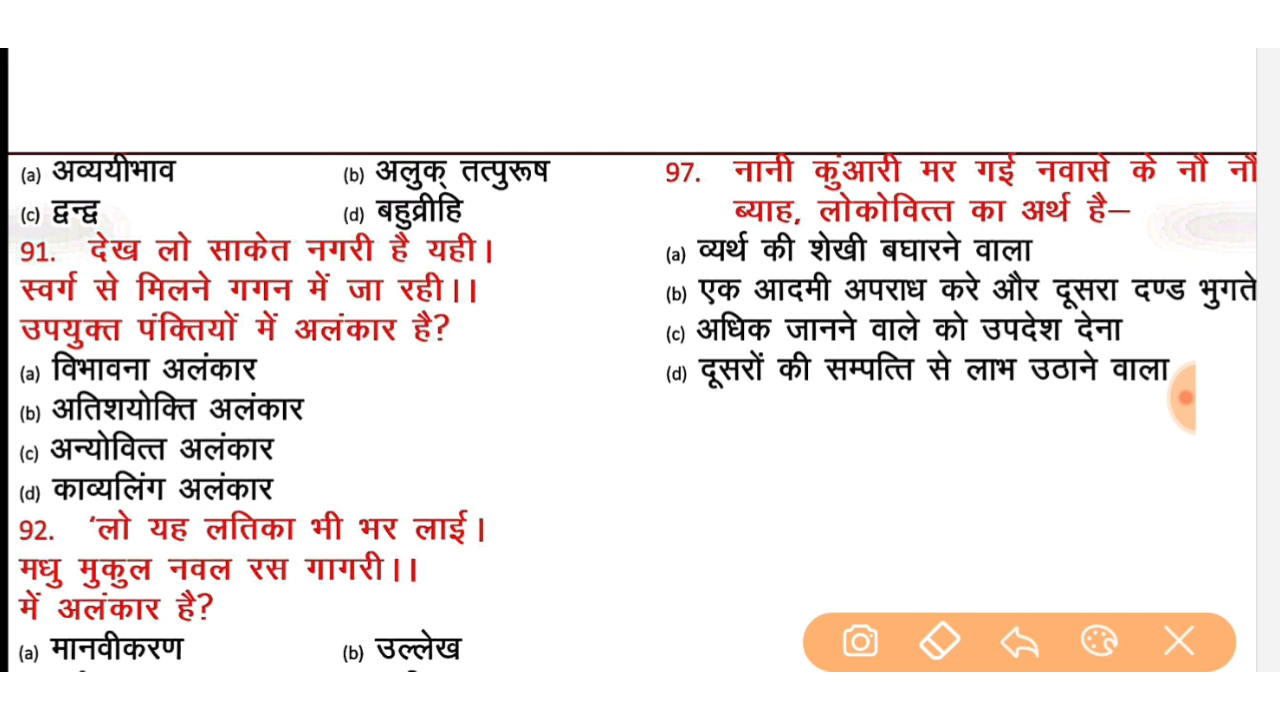 (a) अव्ययीभाव (b) अलुक् तत्पुरूष
(c) द्वन्द्व (d) बहुव्रीहि
91. देख लो साकेत नगरी है यही।
स्वर्ग से मिलने गगन में जा रही।।
उपयुक्त पंक्तियों में अलंकार है?
(a) विभावना अलंकार
(b) अतिशयोक्ति अलंकार
(c) अन्योवित्त अलंकार
(d) काव्यलिंग अलंकार
92. ‘लो यह लतिका भी भर लाई।
मधु मुकुल नवल रस गागरी।।
में अलंकार है?
(a) मानवीकरण (b) उल्लेख
97. नानी कुंआरी मर गई नवासे के नौ नौ
ब्याह, लोकोवित्त का अर्थ है–
(a) व्यर्थ की शेखी बघारने वाला
(b) एक आदमी अपराध करे और दूसरा दण्ड भुगते
(c) अधिक जानने वाले को उपदेश देना
(d) दूसरों की सम्पत्ति से लाभ उठाने वाला